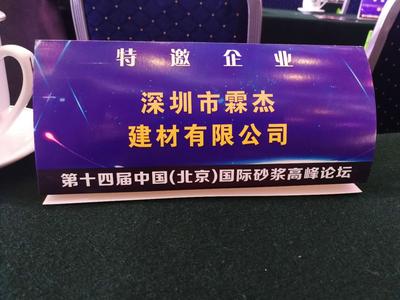 特邀企业
深圳市霖杰
建材有限公司
第十四届中国(北京)国际砂浆高峰论坛